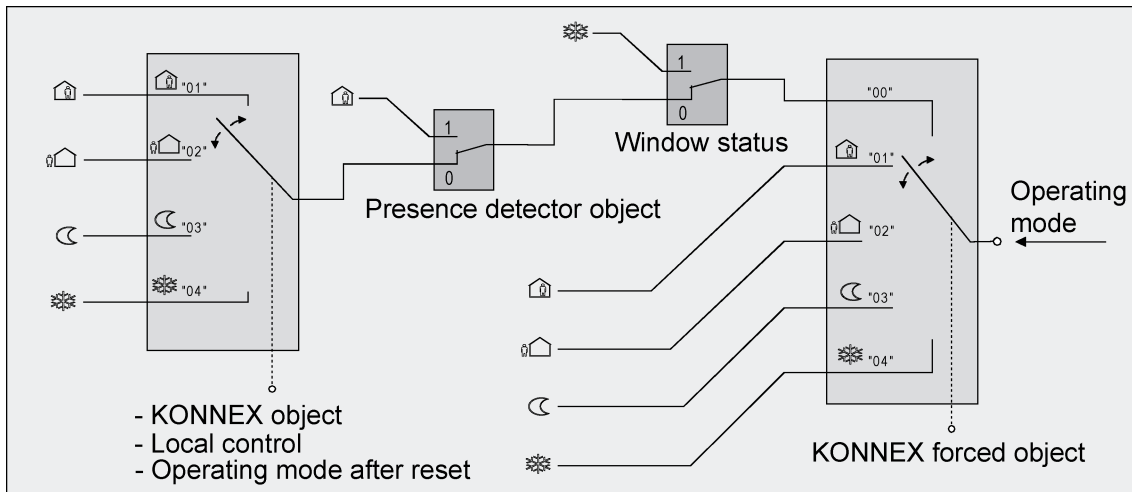 "01"
"02"
"03"
"04"
- KONNEX object
- Local control
- Operating mode after reset
1
0
Presence detector object
1
0
Window status
"00"
"01"
"02"
"03"
"04"
KONNEX forced object
Operating
mode